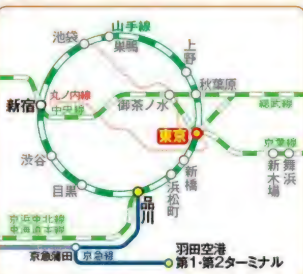 池袋
山手線
巣鴨
上野
丸ノ内線
秋葉原
新宿
中央線
御茶ノ水
総武線
東京
京葉線
渋谷
新橋
新木場
舞浜
目黒
浜松町
品川
京浜東北線
東海道本線
京急蒲田
京急線
羽田空港
第1・第2ターミナル